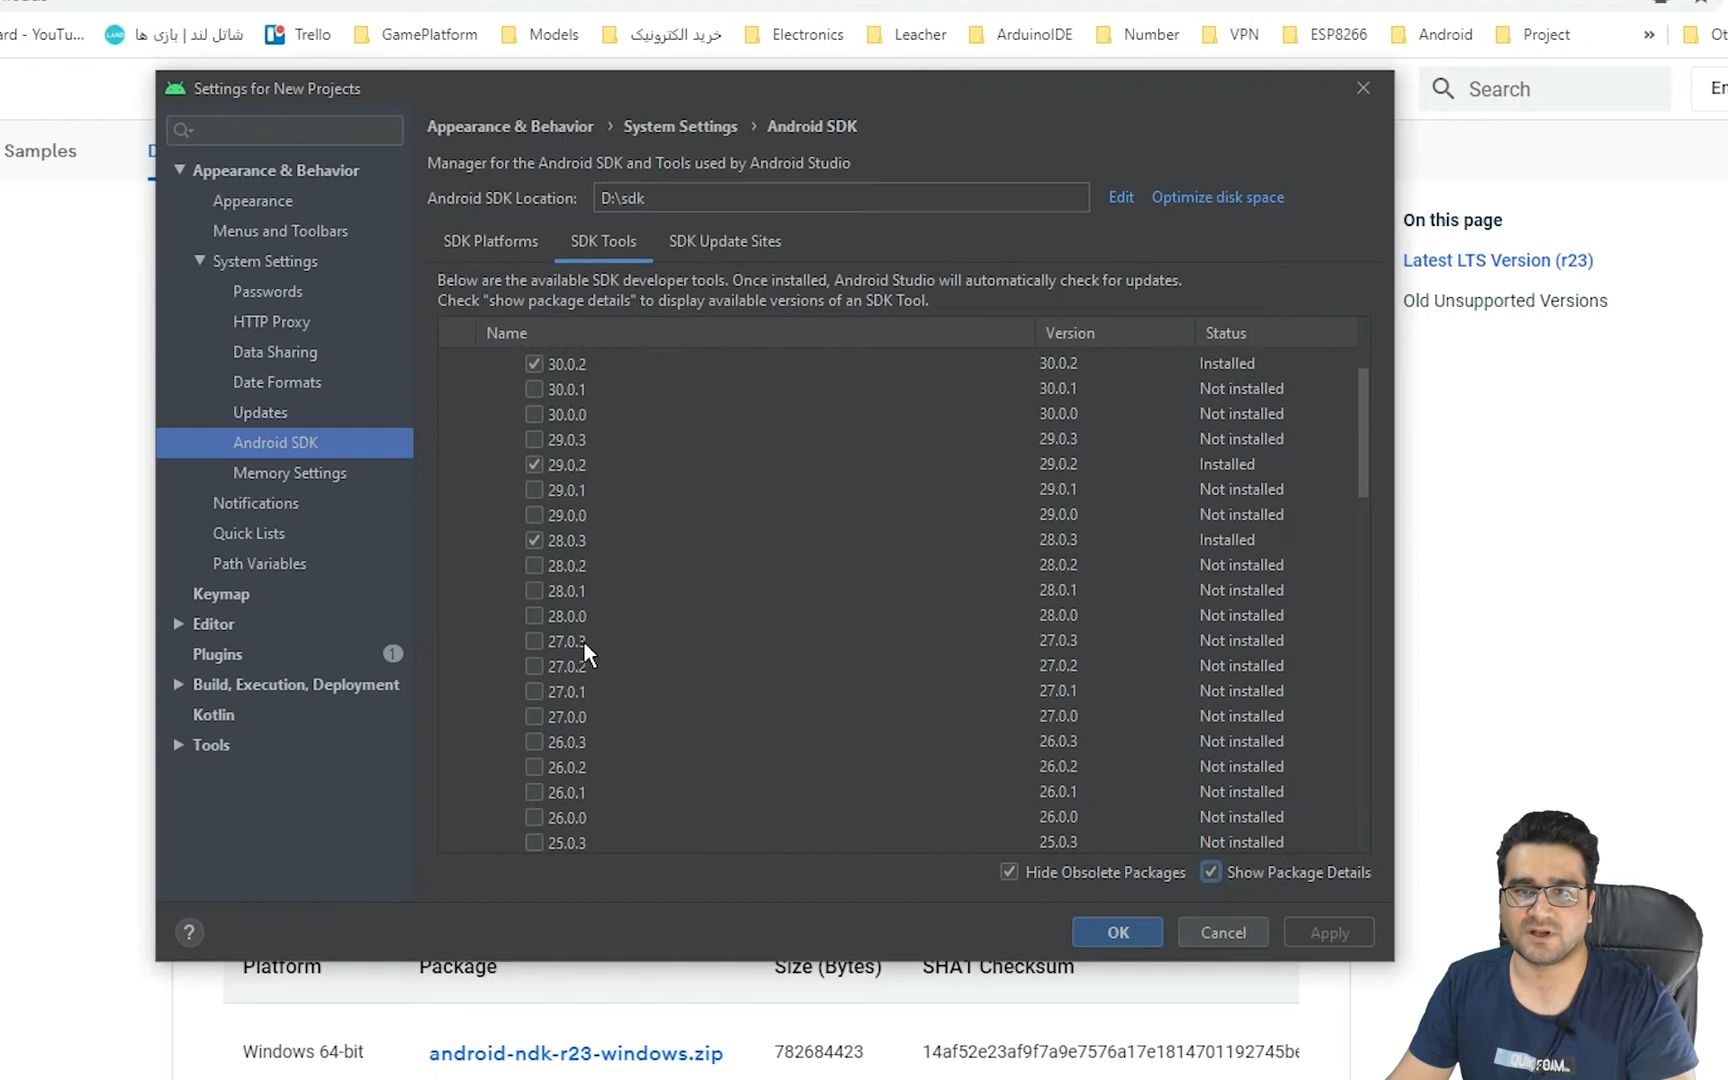 ard - YouTu... شاتل لند | بازی ها Trello GamePlatform Models خرید الکترونیک Electronics Leacher ArduinoIDE Number VPN ESP8266 Android Project » Ot
Settings for New Projects
Search
En
Samples
Appearance & Behavior › System Settings › Android SDK
Manager for the Android SDK and Tools used by Android Studio
Android SDK Location: D:\sdk Edit Optimize disk space
SDK Platforms SDK Tools SDK Update Sites
Below are the available SDK developer tools. Once installed, Android Studio will automatically check for updates.
Check "show package details" to display available versions of an SDK Tool.
Appearance & Behavior
Appearance
Menus and Toolbars
System Settings
Passwords
HTTP Proxy
Data Sharing
Date Formats
Updates
Android SDK
Memory Settings
Notifications
Quick Lists
Path Variables
Keymap
Editor
Plugins 1
Build, Execution, Deployment
Kotlin
Tools
Name Version Status
30.0.2 30.0.2 Installed
30.0.1 30.0.1 Not installed
30.0.0 30.0.0 Not installed
29.0.3 29.0.3 Not installed
29.0.2 29.0.2 Installed
29.0.1 29.0.1 Not installed
29.0.0 29.0.0 Not installed
28.0.3 28.0.3 Installed
28.0.2 28.0.2 Not installed
28.0.1 28.0.1 Not installed
28.0.0 28.0.0 Not installed
27.0.3 27.0.3 Not installed
27.0.2 27.0.2 Not installed
27.0.1 27.0.1 Not installed
27.0.0 27.0.0 Not installed
26.0.3 26.0.3 Not installed
26.0.2 26.0.2 Not installed
26.0.1 26.0.1 Not installed
26.0.0 26.0.0 Not installed
25.0.3 25.0.3 Not installed
Hide Obsolete Packages Show Package Details
? OK Cancel Apply
On this page
Latest LTS Version (r23)
Old Unsupported Versions
Platform Package Size (Bytes) SHA1 Checksum
Windows 64-bit android-ndk-r23-windows.zip 782684423 14af52e23af9f7a9e7576a17e1814701192745be